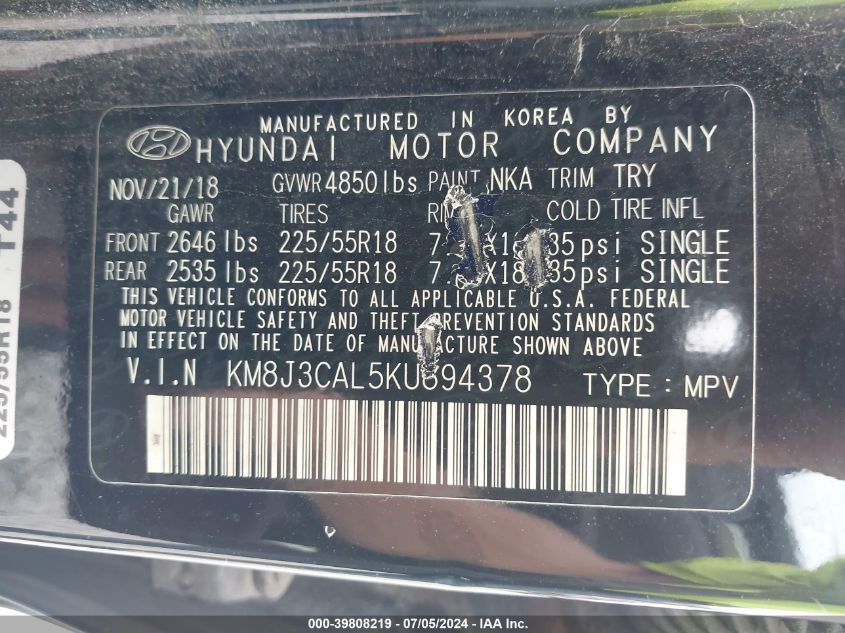 MANUFACTURED IN KOREA BY
HYUNDAI MOTOR COMPANY
NOV/21/18 GVWR 4850 lbs PAINT NKA TRIM TRY
GAWR TIRES COLD TIRE INFL
FRONT 2646 lbs 225/55R18 35psi SINGLE
REAR 2535 lbs 225/55R18 35psi SINGLE
THIS VEHICLE CONFORMS TO ALL APPLICABLE U.S.A. FEDERAL
MOTOR VEHICLE SAFETY AND THEFT PREVENTION STANDARDS
IN EFFECT ON THE DATE OF MANUFACTURE SHOWN ABOVE
V.I.N KM8J3CAL5KU894378 TYPE : MPV
225/55R18 T44
000-39808219 - 07/05/2024 - IAA Inc.